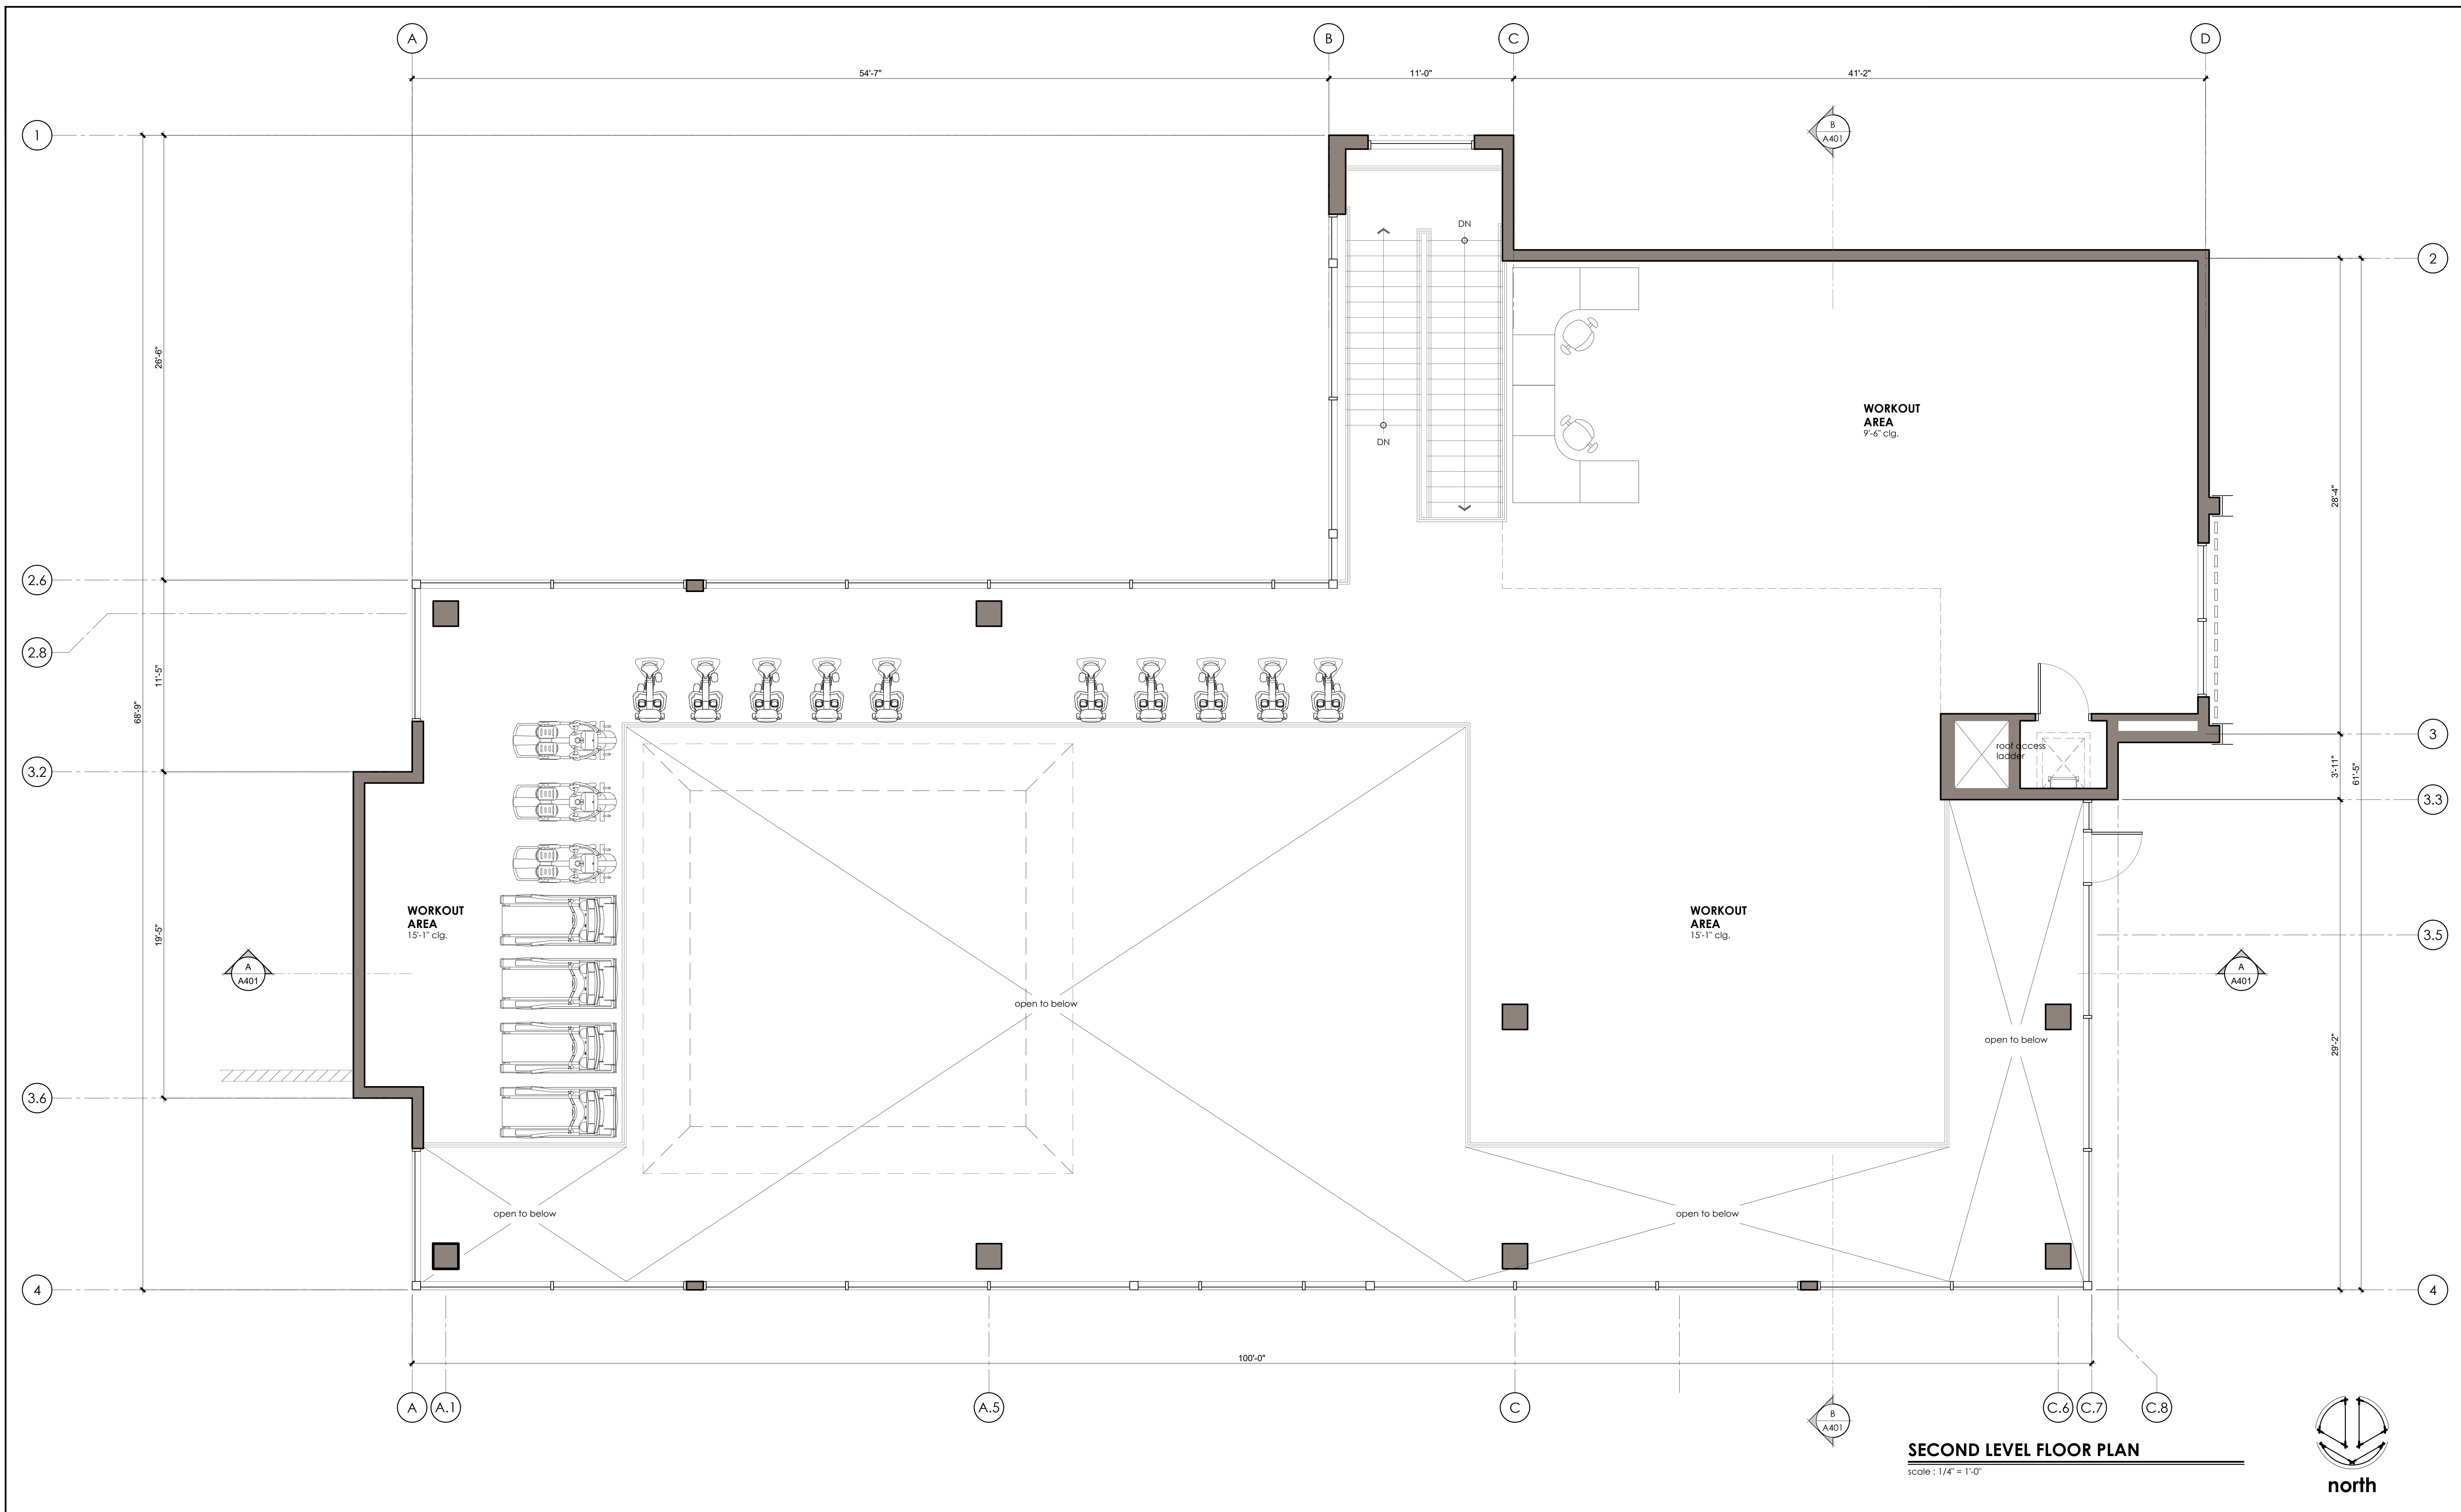 A
B
C
D
54'-7"
11'-0"
41'-2"
1
B
A401
2
DN
DN
26'-6"
WORKOUT
AREA
9'-6" clg.
28'-4"
2.6
2.8
11'-5"
68'-9"
3.2
roof access
ladder
3
3'-11"
61'-5"
3.3
WORKOUT
AREA
15'-1" clg.
WORKOUT
AREA
15'-1" clg.
19'-5"
3.5
A
A401
A
A401
open to below
open to below
29'-2"
3.6
open to below
open to below
4
4
100'-0"
A
A.1
A.5
C
B
A401
C.6
C.7
C.8
SECOND LEVEL FLOOR PLAN
scale : 1/4" = 1'-0"
north